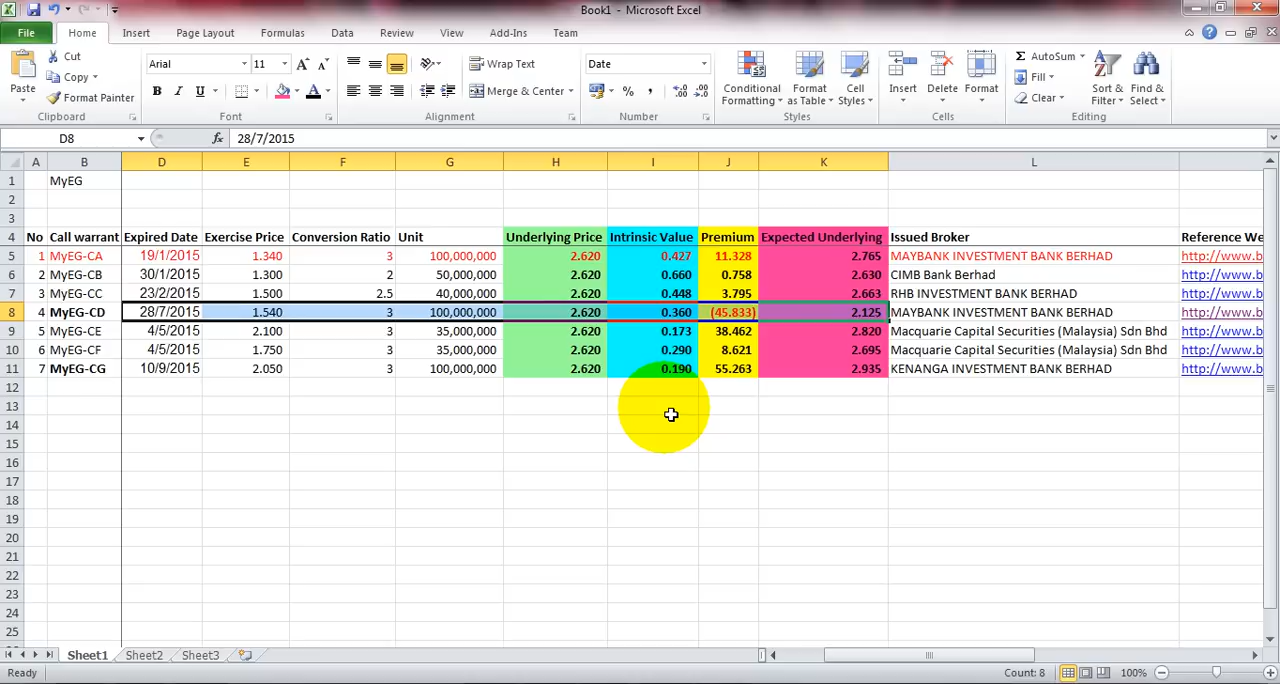 Book1 - Microsoft Excel
File Home Insert Page Layout Formulas Data Review View Add-Ins Team
Cut Arial 11 Wrap Text Date AutoSum
Paste Copy Merge & Center Conditional Formatting Format as Table Cell Styles Insert Delete Format Fill Sort & Filter Find & Select
Format Painter B I U Clear
Clipboard Font Alignment Number Styles Cells Editing
D8 fx 28/7/2015
A B D E F G H I J K L
1 MyEG
2
3
4 No Call warrant Expired Date Exercise Price Conversion Ratio Unit Underlying Price Intrinsic Value Premium Expected Underlying Issued Broker Reference We
5 1 MyEG-CA 19/1/2015 1.340 3 100,000,000 2.620 0.427 11.328 2.765 MAYBANK INVESTMENT BANK BERHAD http://www.b
6 2 MyEG-CB 30/1/2015 1.300 2 50,000,000 2.620 0.660 0.758 2.630 CIMB Bank Berhad http://www.b
7 3 MyEG-CC 23/2/2015 1.500 2.5 40,000,000 2.620 0.448 3.795 2.663 RHB INVESTMENT BANK BERHAD http://www.b
8 4 MyEG-CD 28/7/2015 1.540 3 100,000,000 2.620 0.360 (45.833) 2.125 MAYBANK INVESTMENT BANK BERHAD http://www.b
9 5 MyEG-CE 4/5/2015 2.100 3 35,000,000 2.620 0.173 38.462 2.820 Macquarie Capital Securities (Malaysia) Sdn Bhd http://www.b
10 6 MyEG-CF 4/5/2015 1.750 3 35,000,000 2.620 0.290 8.621 2.695 Macquarie Capital Securities (Malaysia) Sdn Bhd http://www.b
11 7 MyEG-CG 10/9/2015 2.050 3 100,000,000 2.620 0.190 55.263 2.935 KENANGA INVESTMENT BANK BERHAD http://www.b
12
13
14
15
16
17
18
19
20
21
22
23
24
25
Sheet1 Sheet2 Sheet3
Ready Count: 8 100%